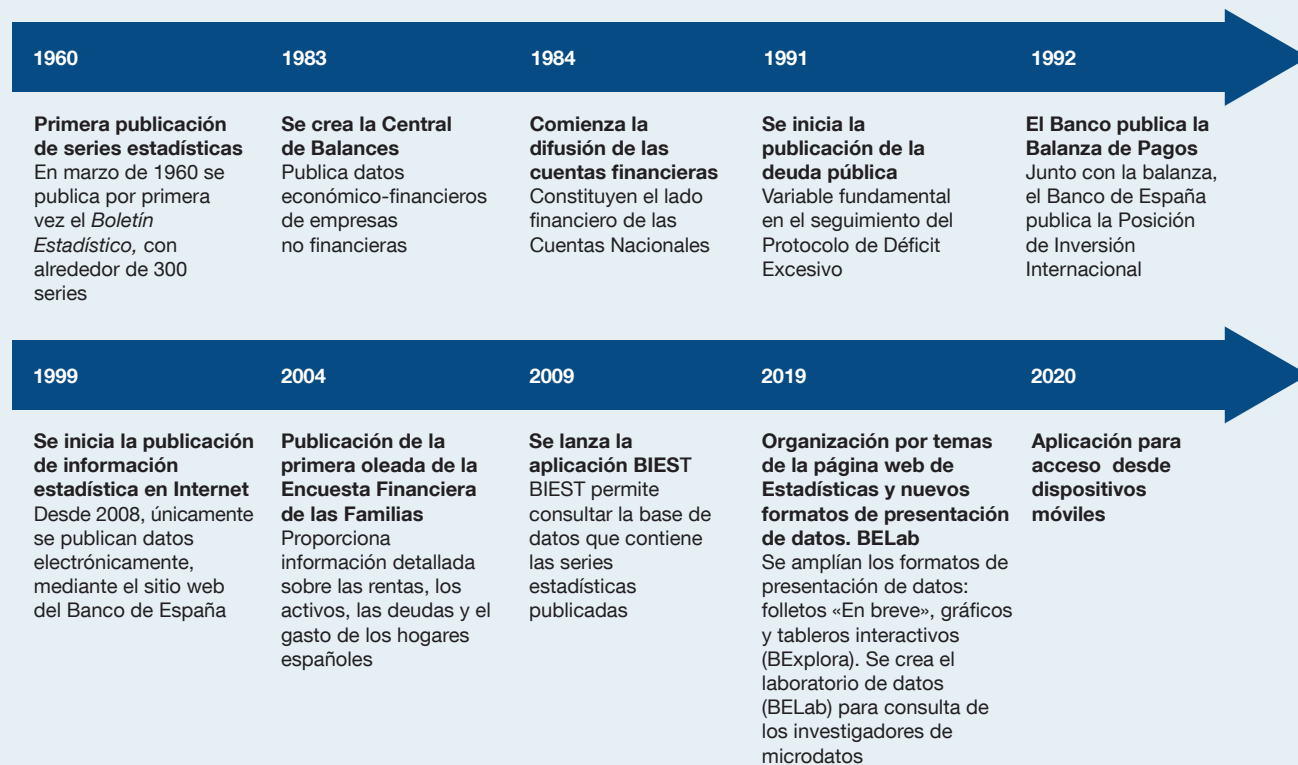 1960
1983
1984
1991
1992
Primera publicación
de series estadísticas
En marzo de 1960 se
publica por primera
vez el Boletín
Estadístico, con
alrededor de 300
series
Se crea la Central
de Balances
Publica datos
económico-financieros
de empresas
no financieras
Comienza la
difusión de las
cuentas financieras
Constituyen el lado
financiero de las
Cuentas Nacionales
Se inicia la
publicación de la
deuda pública
Variable fundamental
en el seguimiento del
Protocolo de Déficit
Excesivo
El Banco publica la
Balanza de Pagos
Junto con la balanza,
el Banco de España
publica la Posición
de Inversión
Internacional
1999
2004
2009
2019
2020
Se inicia la publicación
de información
estadística en Internet
Desde 2008, únicamente
se publican datos
electrónicamente,
mediante el sitio web
del Banco de España
Publicación de la
primera oleada de la
Encuesta Financiera
de las Familias
Proporciona
información detallada
sobre las rentas, los
activos, las deudas y el
gasto de los hogares
españoles
Se lanza la
aplicación BIEST
BIEST permite
consultar la base de
datos que contiene
las series
estadísticas
publicadas
Organización por temas
de la página web de
Estadísticas y nuevos
formatos de presentación
de datos. BELab
Se amplían los formatos de
presentación de datos:
folletos «En breve», gráficos
y tableros interactivos
(BExplora). Se crea el
laboratorio de datos
(BELab) para consulta de
los investigadores de
microdatos
Aplicación para
acceso desde
dispositivos
móviles